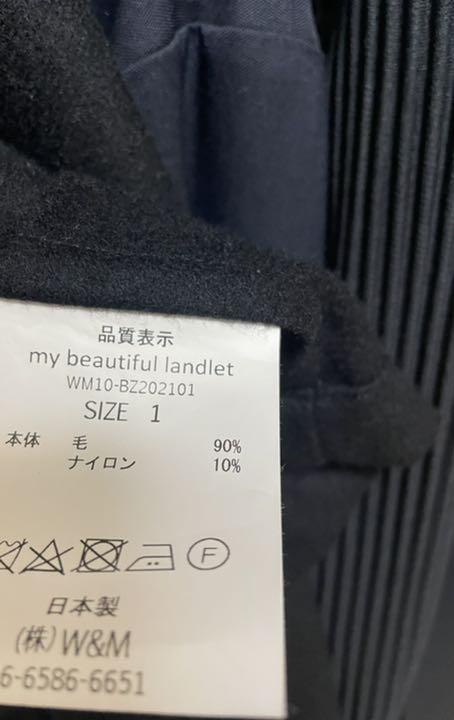 品質表示
my beautiful landlet
WM10-BZ202101
SIZE 1
本体 毛 90%
ナイロン 10%
F
日本製
(株)W&M
6-6586-6651